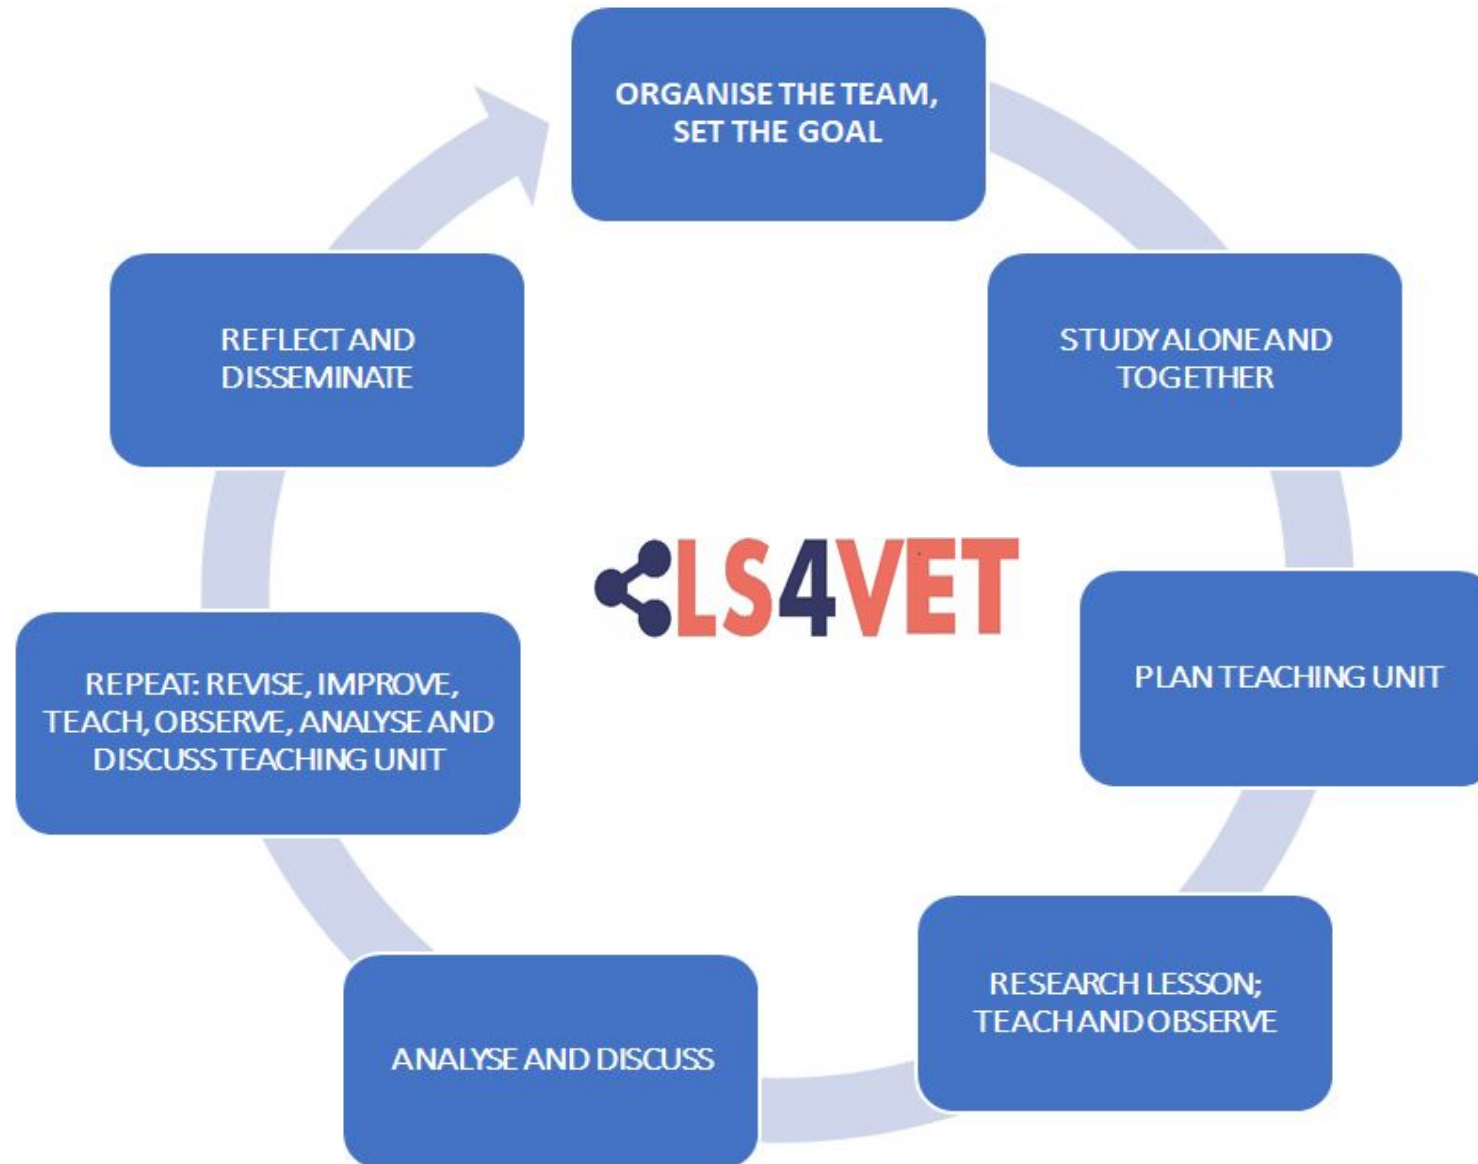 ORGANISE THE TEAM,
SET THE GOAL
STUDY ALONE AND
TOGETHER
PLAN TEACHING UNIT
RESEARCH LESSON;
TEACH AND OBSERVE
ANALYSE AND DISCUSS
REPEAT: REVISE, IMPROVE,
TEACH, OBSERVE, ANALYSE AND
DISCUSS TEACHING UNIT
REFLECT AND
DISSEMINATE
LS4VET